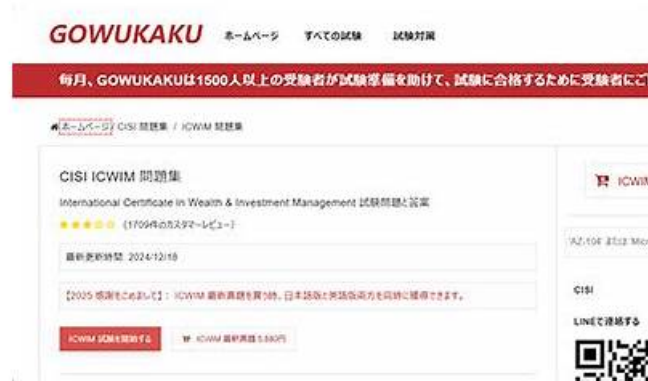 GOWUKAKU ホームページ すべての試験 試験対策
毎月、GOWUKAKUは1500人以上の受験者が試験準備を助けて、試験に合格するために受験者にご
ホームページ/ CISI 問題集 / ICWIM 問題集
CISI ICWIM 問題集
International Certificate in Wealth & Investment Management 試験問題と答案
(1709件のカスタマーレビュー)
最新更新時間: 2024/12/18
【2025 感謝をこめまして】: ICWIM 最新真題を買う時、日本語版と英語版両方を同時に獲得できます。
ICWIM 試験を開始する
ICWIM 最新真題 5,880円
ICWIM
CISI
LINEで連絡する